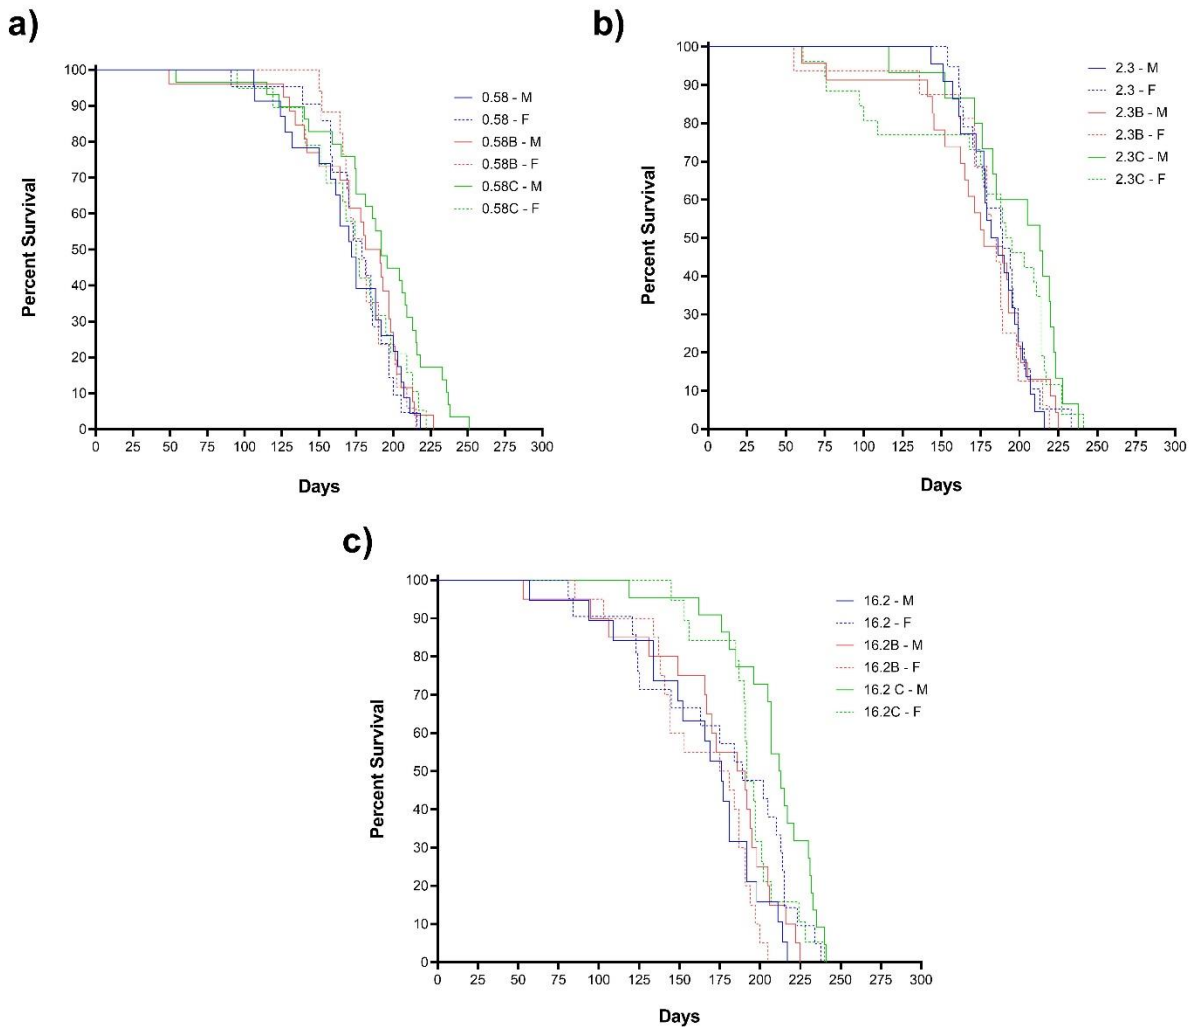 a)
100
90
80
70
60
50
40
30
20
10
0
Percent Survival
0 25 50 75 100 125 150 175 200 225 250 275 300
Days
0.58 - M
0.58 - F
0.58B - M
0.58B - F
0.58C - M
0.58C - F
b)
100
90
80
70
60
50
40
30
20
10
0
Percent Survival
0 25 50 75 100 125 150 175 200 225 250 275 300
Days
2.3 - M
2.3 - F
2.3B - M
2.3B - F
2.3C - M
2.3C - F
c)
100
90
80
70
60
50
40
30
20
10
0
Percent Survival
0 25 50 75 100 125 150 175 200 225 250 275 300
Days
16.2 - M
16.2 - F
16.2B - M
16.2B - F
16.2 C - M
16.2C - F